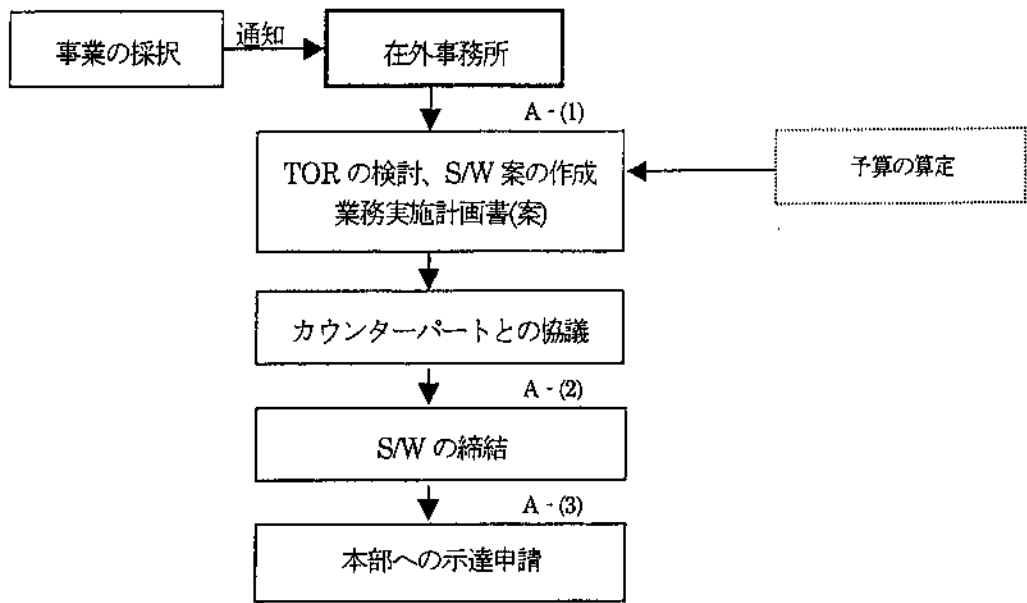 事業の採択
通知
在外事務所
A - (1)
TOR の検討、S/W 案の作成
業務実施計画書(案)
予算の算定
カウンターパートとの協議
A - (2)
S/W の締結
A - (3)
本部への示達申請